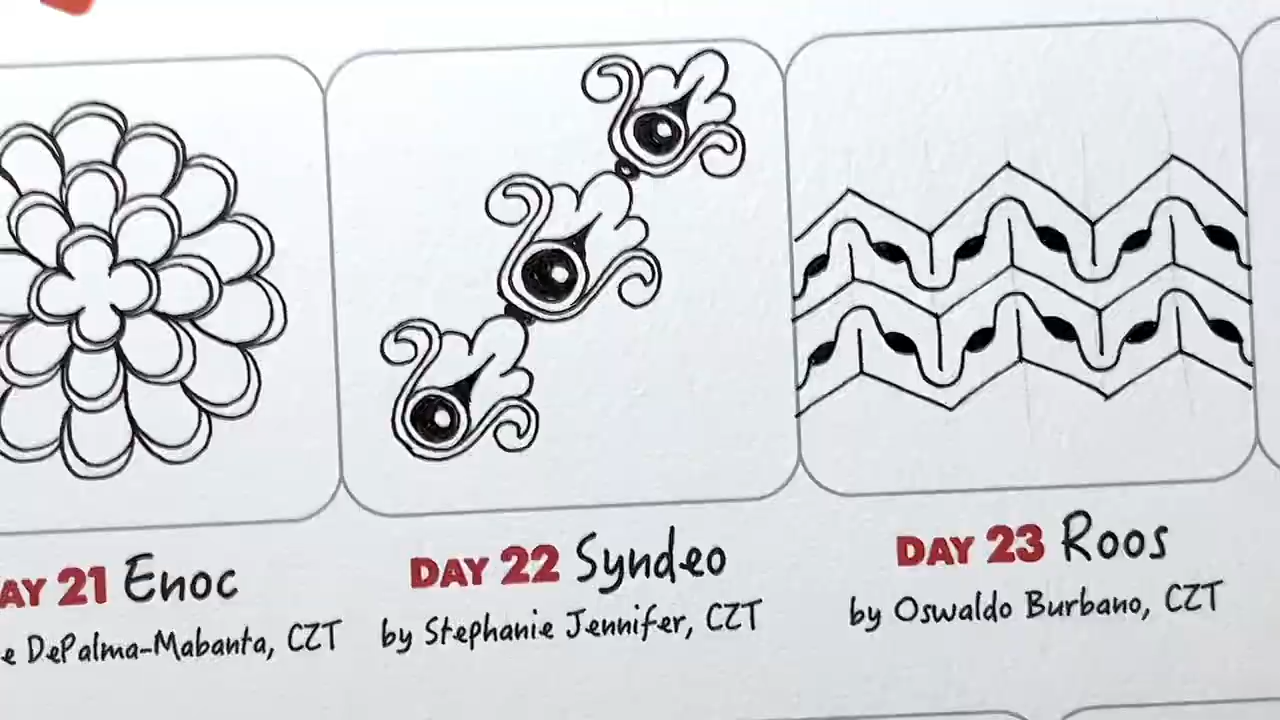 AY 21 Enoc
e DePalma-Mabanta, CZT
DAY 22 Syndeo
by Stephanie Jennifer, CZT
DAY 23 Roos
by Oswaldo Burbano, CZT